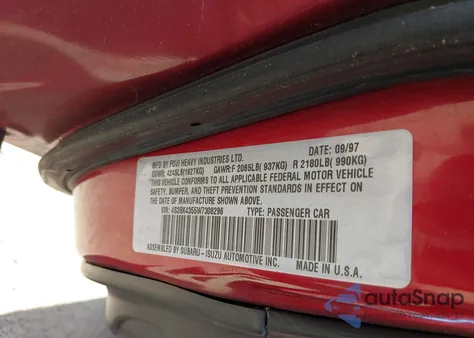 MFD BY FUJI HEAVY INDUSTRIES LTD. DATE: 09/97
GVWR: 4245LB(1927KG) GAWR:F 2065LB( 937KG) R 2180LB( 990KG)
THIS VEHICLE CONFORMS TO ALL APPLICABLE FEDERAL MOTOR VEHICLE
SAFETY, BUMPER, AND THEFT PREVENTION STANDARDS IN EFFECT ON
THE DATE OF MANUFACTURE SHOWN ABOVE.
VIN: 4S3BK4355W7308296 TYPE: PASSENGER CAR
ASSEMBLED BY SUBARU-ISUZU AUTOMOTIVE INC. MADE IN U.S.A.
autoSnap